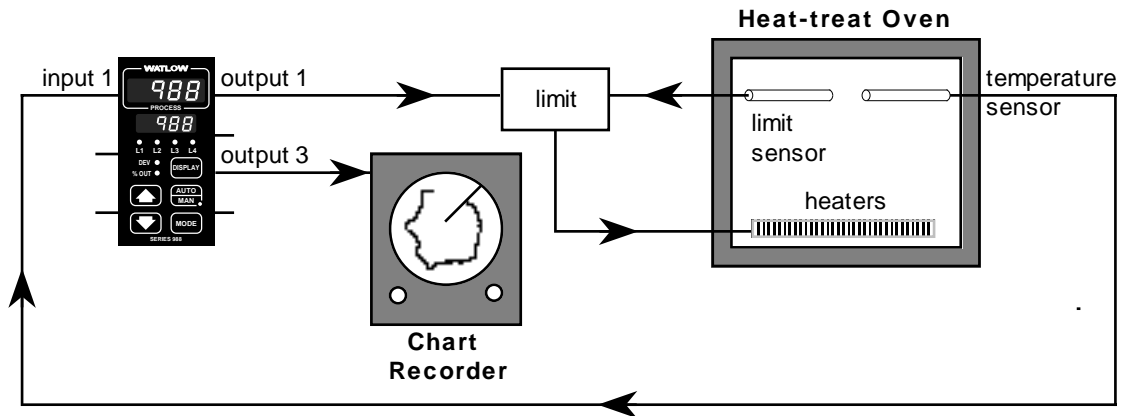 Heat-treat Oven
input 1
WATLOW
988
PROCESS
988
L1 L2 L3 L4
DEV
% OUT
DISPLAY
AUTO
MAN
MODE
SERIES 988
output 1
output 3
limit
limit
sensor
temperature
sensor
heaters
Chart
Recorder